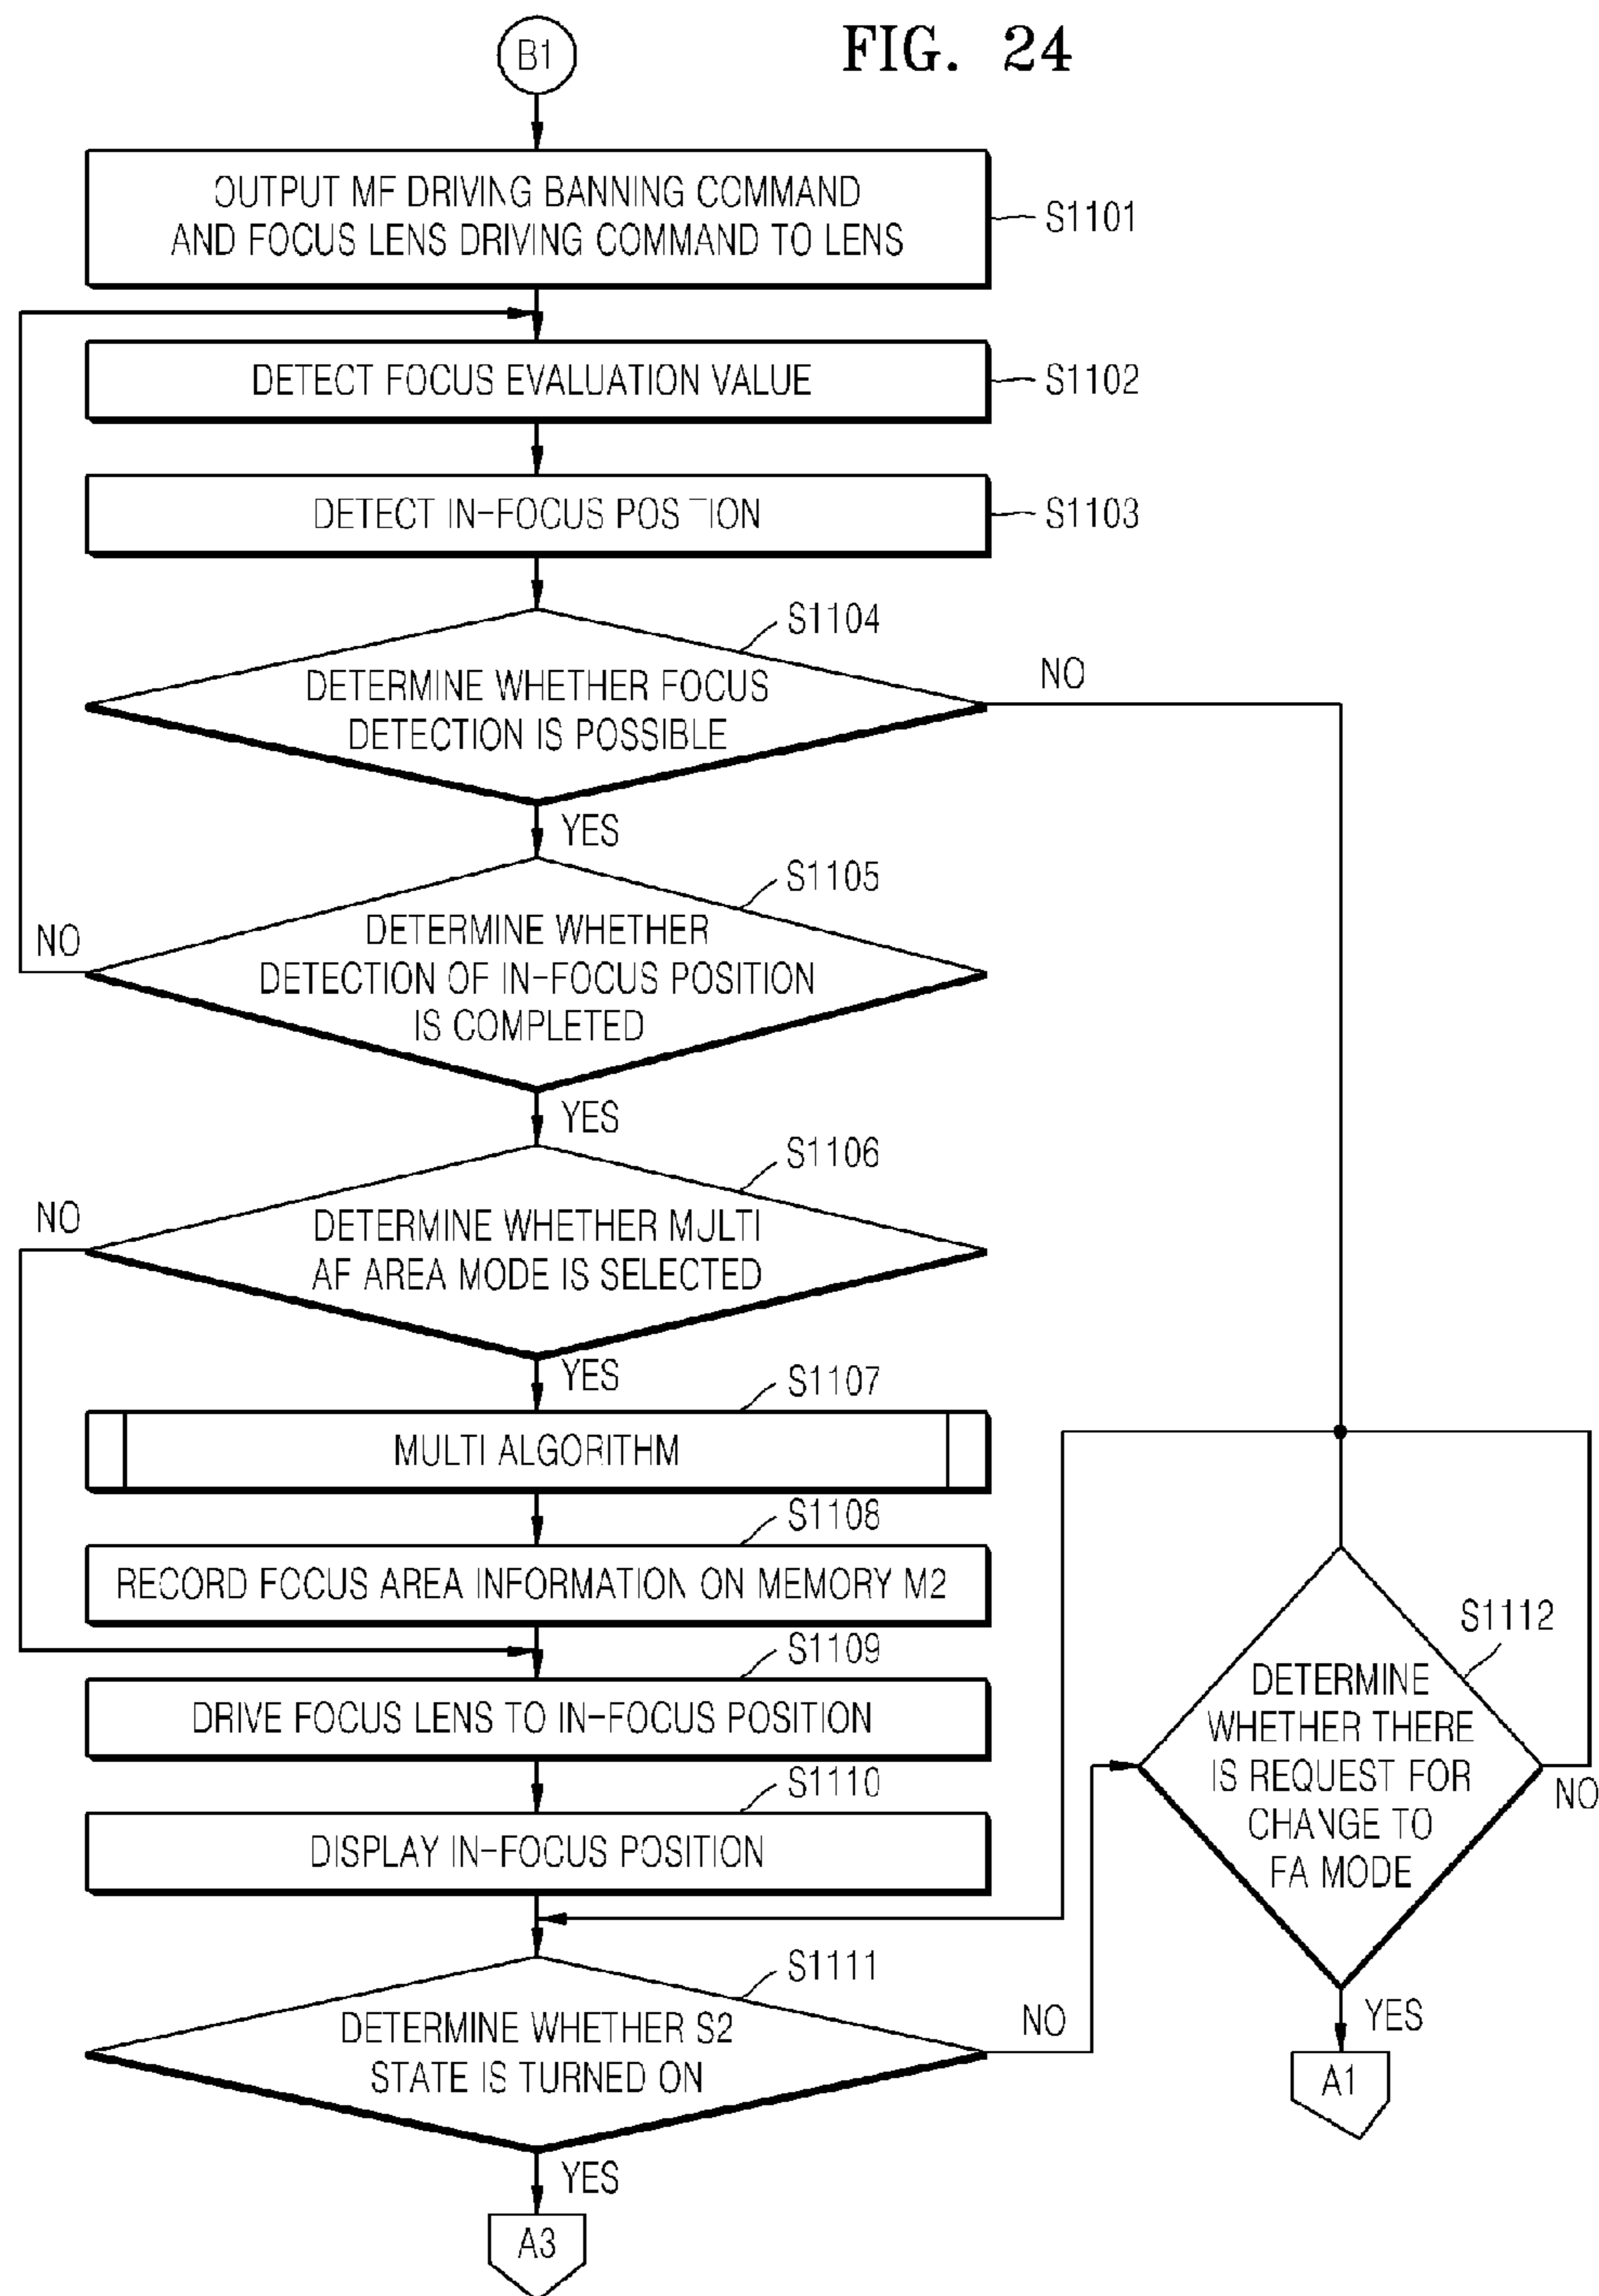 FIG. 24
B1
OUTPUT MF DRIVING BANNING COMMAND
AND FOCUS LENS DRIVING COMMAND TO LENS
S1101
DETECT FOCUS EVALUATION VALUE
S1102
DETECT IN-FOCUS POSITION
S1103
S1104
DETERMINE WHETHER FOCUS
DETECTION IS POSSIBLE
NO
YES
S1105
DETERMINE WHETHER
DETECTION OF IN-FOCUS POSITION
IS COMPLETED
NO
YES
S1106
DETERMINE WHETHER MULTI
AF AREA MODE IS SELECTED
NO
YES
S1107
MULTI ALGORITHM
S1108
RECORD FOCUS AREA INFORMATION ON MEMORY M2
S1109
DRIVE FOCUS LENS TO IN-FOCUS POSITION
S1110
DISPLAY IN-FOCUS POSITION
S1111
DETERMINE WHETHER S2
STATE IS TURNED ON
NO
YES
A3
S1112
DETERMINE
WHETHER THERE
IS REQUEST FOR
CHANGE TO
FA MODE
NO
YES
A1